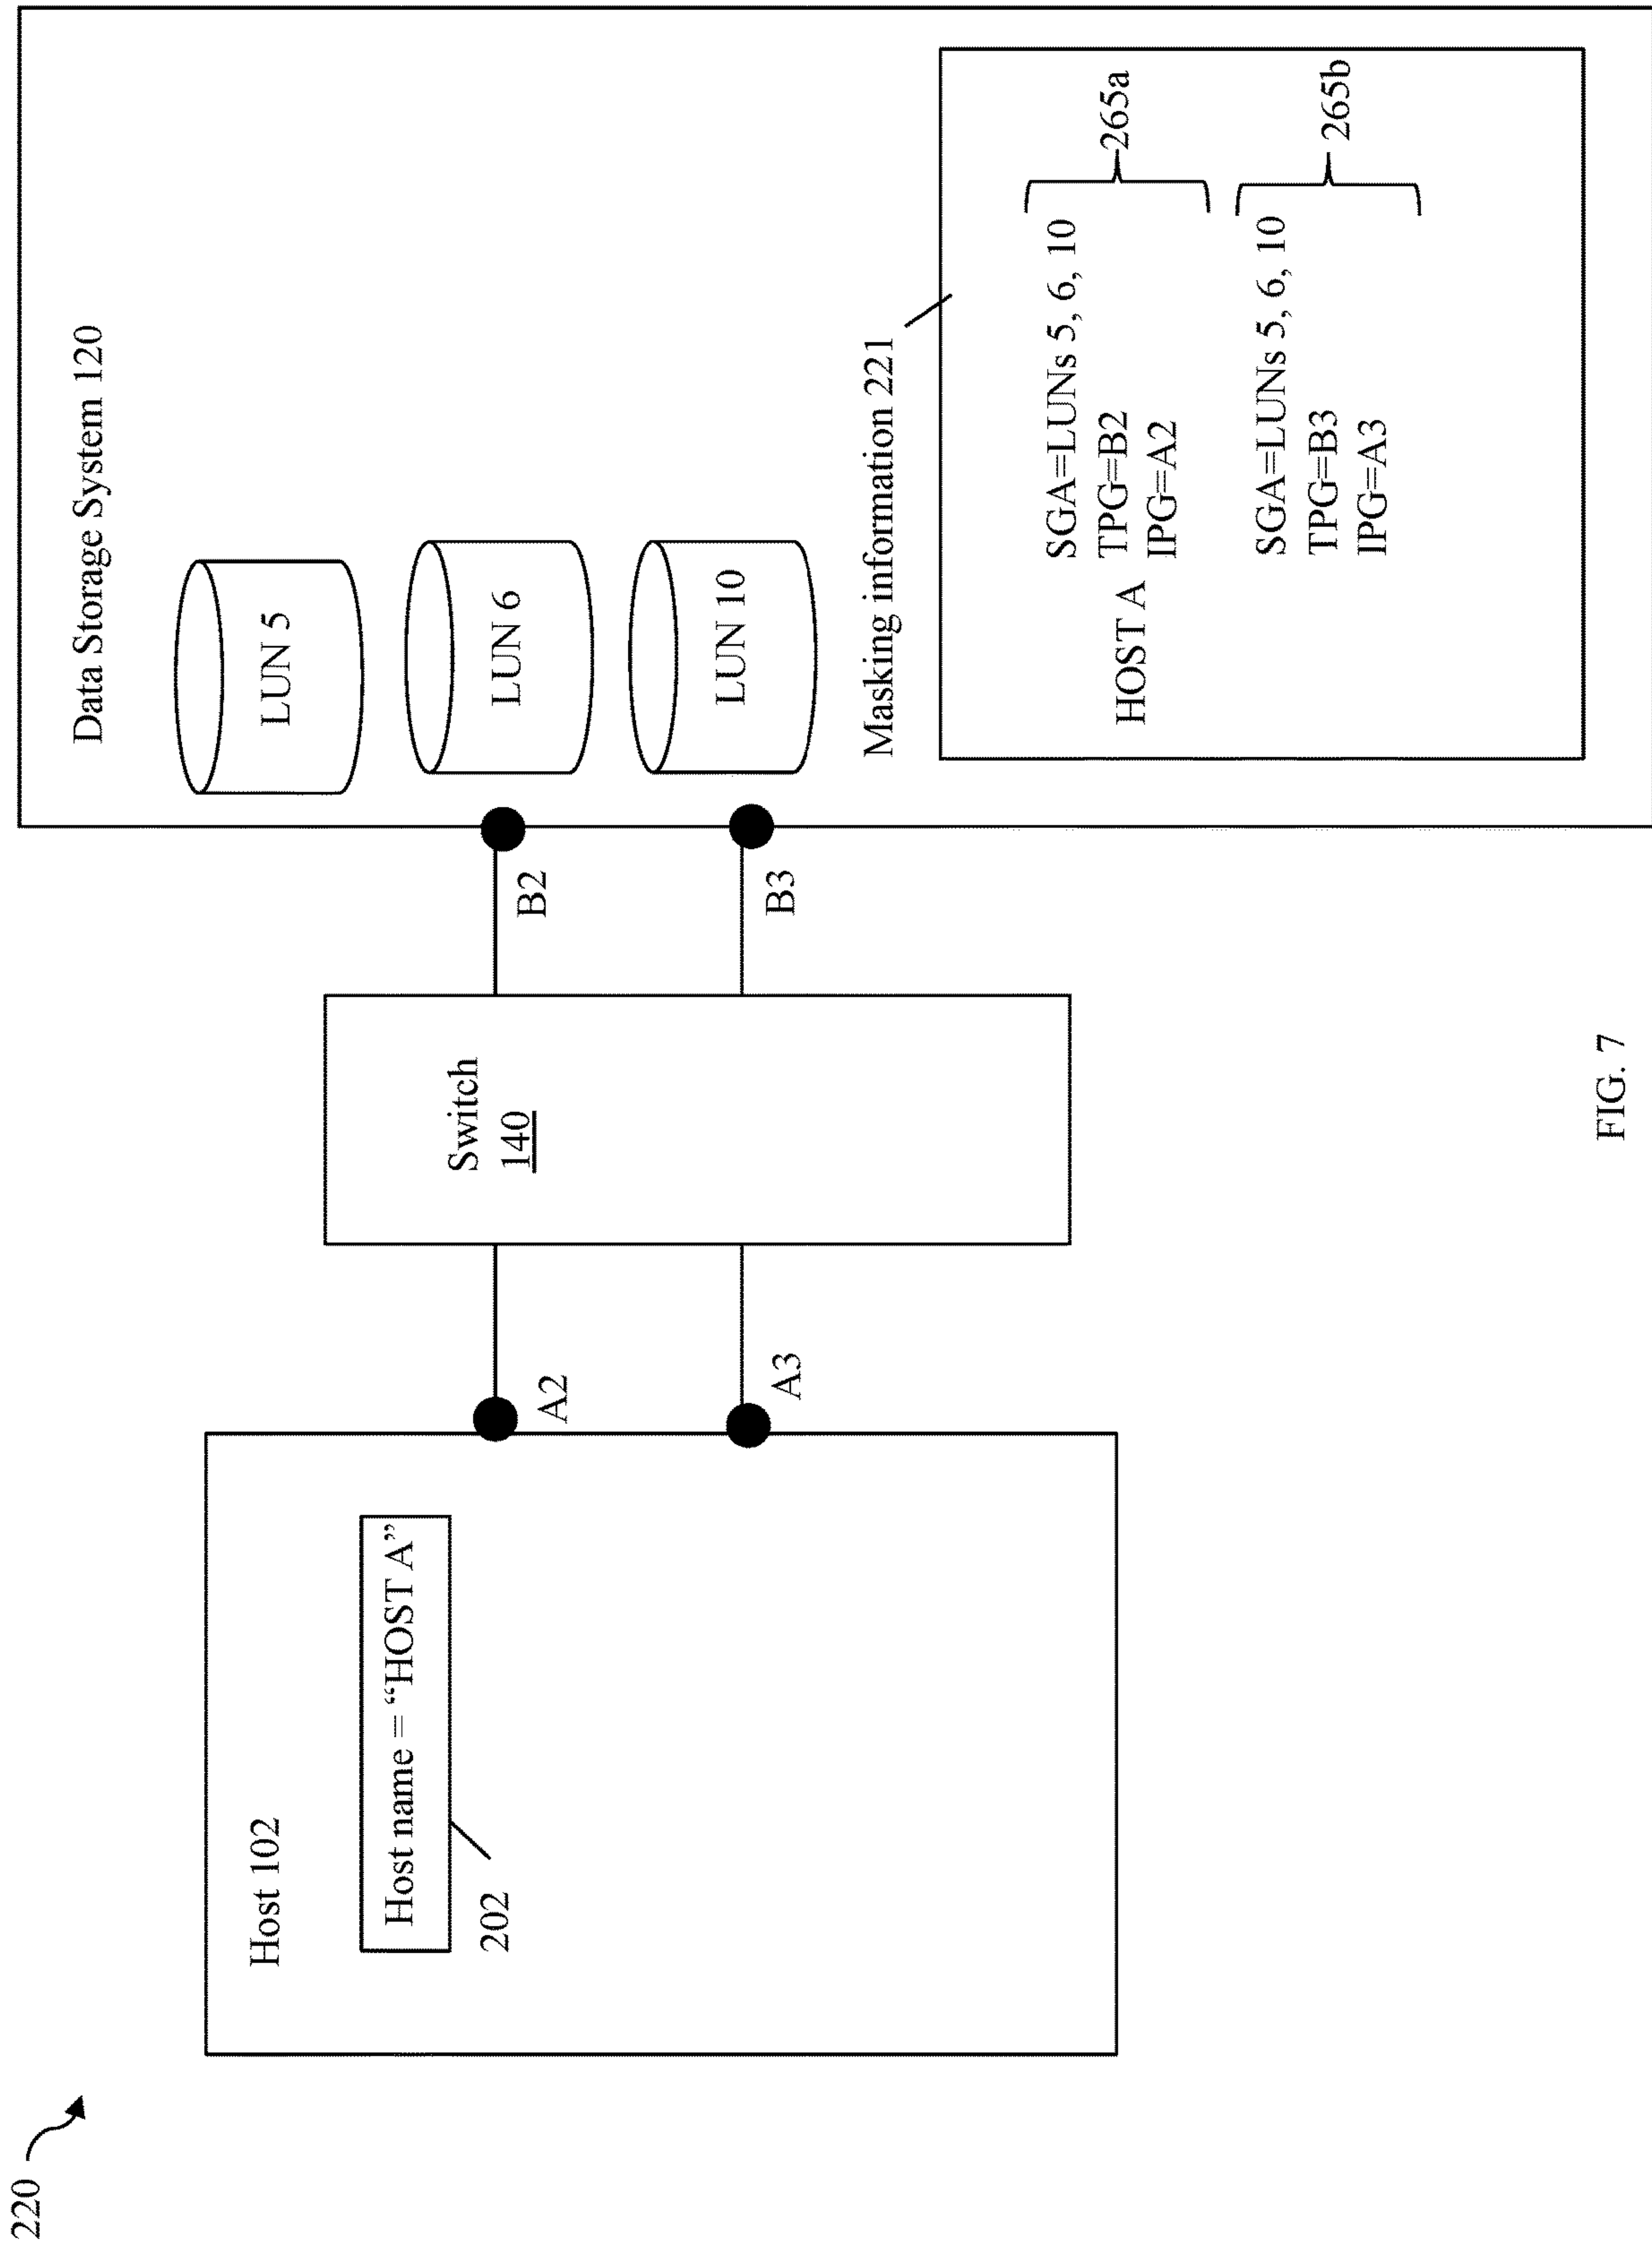 220
Host 102
Host name = “HOST A”
202
A2
A3
Switch
140
B2
B3
Data Storage System 120
LUN 5
LUN 6
LUN 10
Masking information 221
HOST A
SGA=LUNs 5, 6, 10
TPG=B2
IPG=A2
265a
SGA=LUNs 5, 6, 10
TPG=B3
IPG=A3
265b
FIG. 7